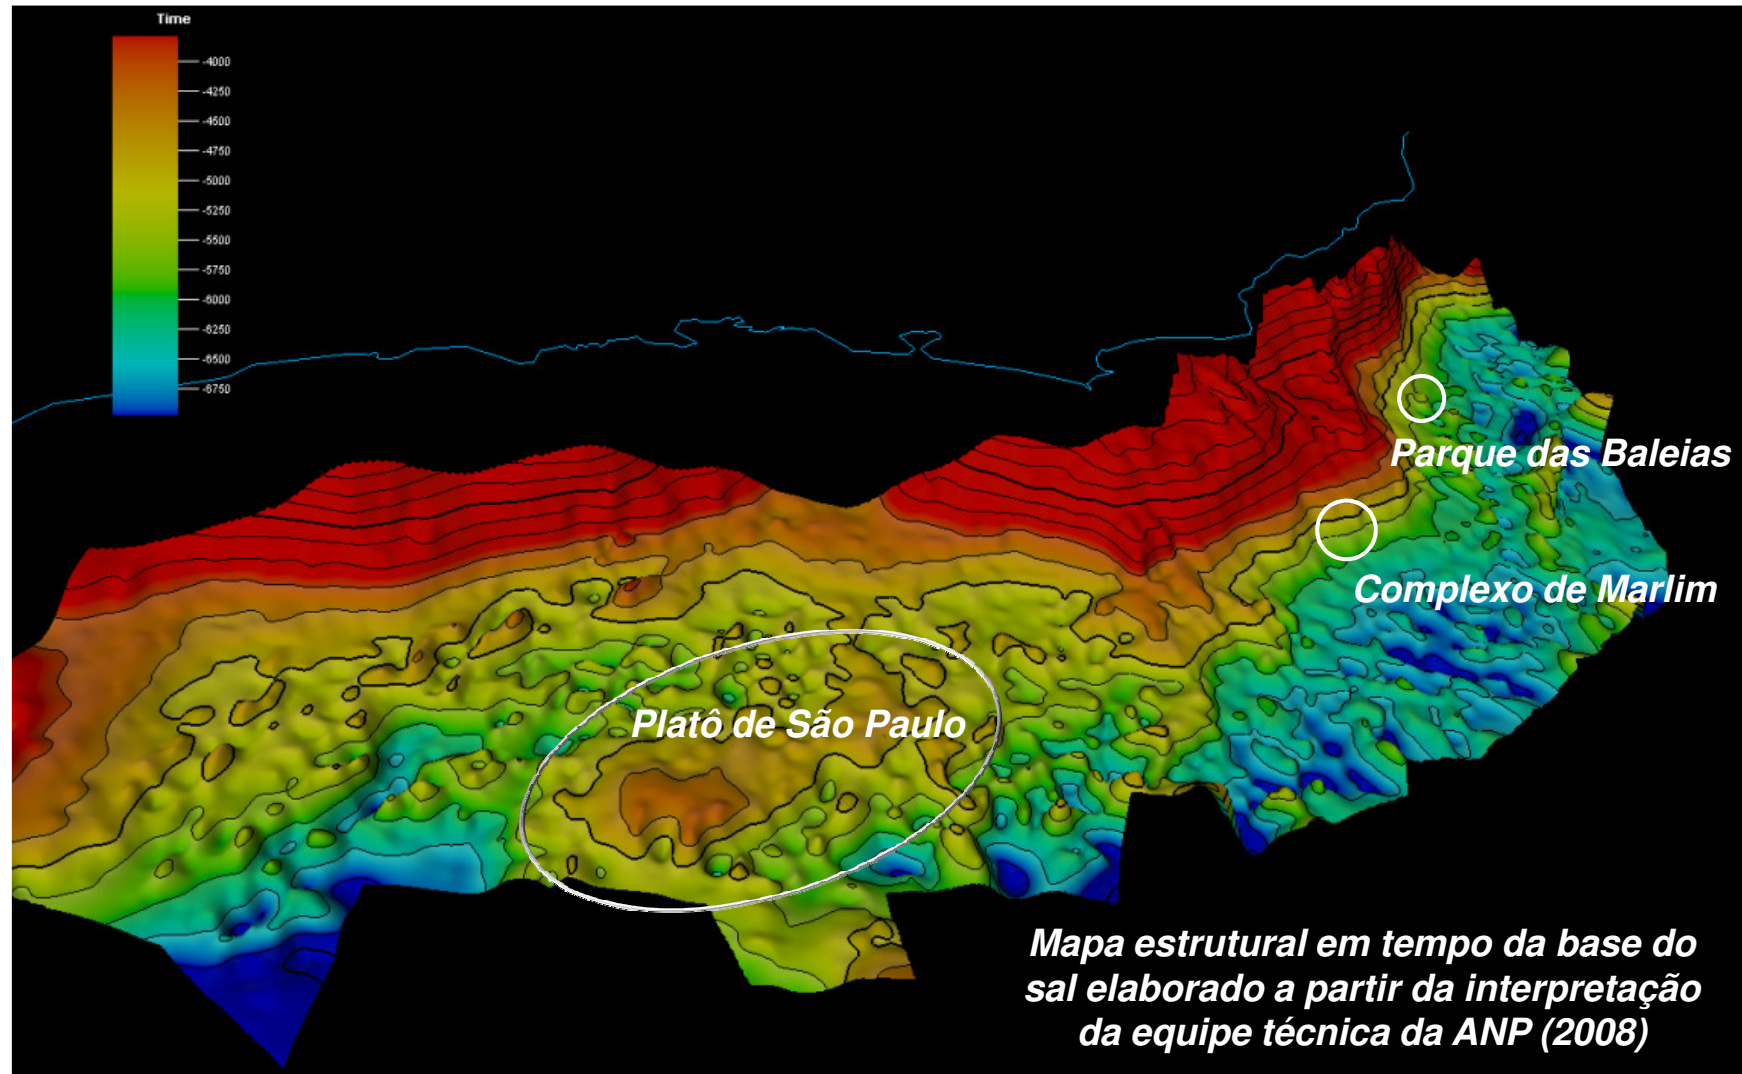 Time
-4000
-4250
-4500
-4750
-5000
-5250
-5500
-5750
-6000
-6250
-6500
-6750
Parque das Baleias
Complexo de Marlim
Platô de São Paulo
Mapa estrutural em tempo da base do
sal elaborado a partir da interpretação
da equipe técnica da ANP (2008)